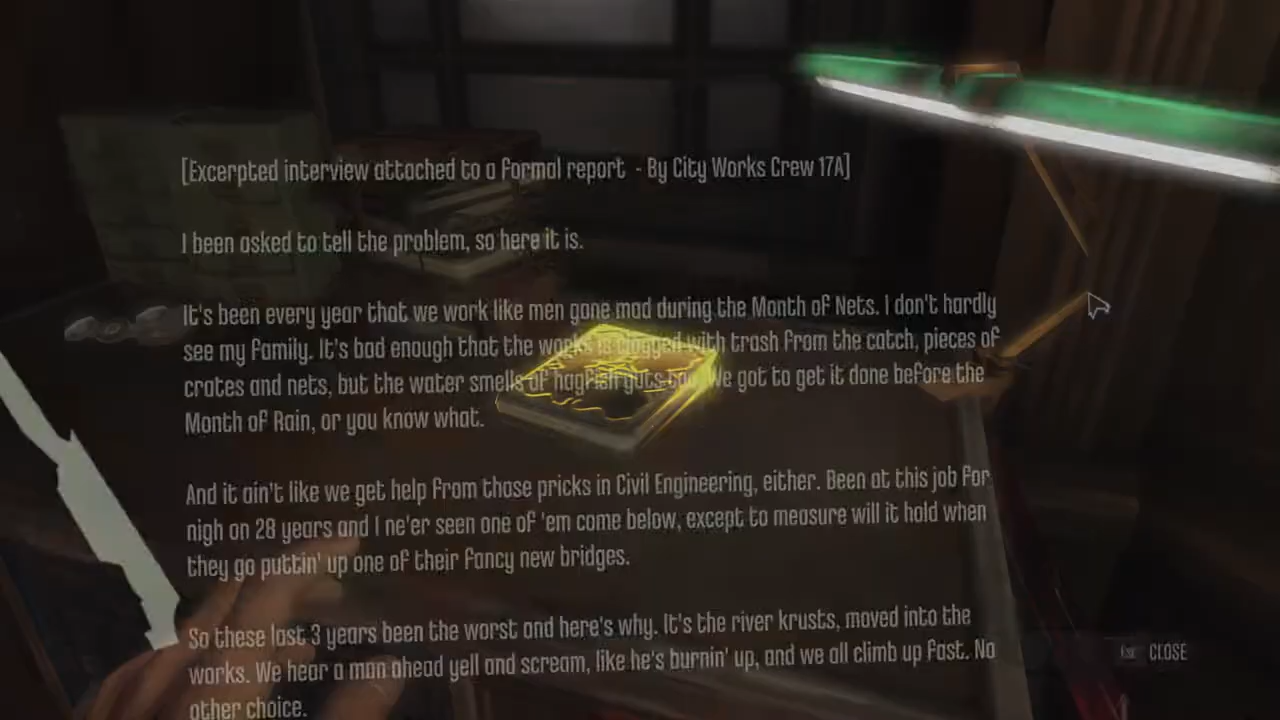 [Excerpted interview attached to a formal report - By City Works Crew 17A]
I been asked to tell the problem, so here it is.
It's been every year that we work like men gone mad during the Month of Nets. I don't hardly
see my family. It's bad enough that the works is clogged with trash from the catch, pieces of
crates and nets, but the water smells of hagfish guts too. We got to get it done before the
Month of Rain, or you know what.
And it ain't like we get help from those pricks in Civil Engineering, either. Been at this job for
nigh on 28 years and I ne'er seen one of 'em come below, except to measure will it hold when
they go puttin' up one of their fancy new bridges.
So these last 3 years been the worst and here's why. It's the river krusts, moved into the
works. We hear a man ahead yell and scream, like he's burnin' up, and we all climb up fast. No
other choice.
Esc CLOSE